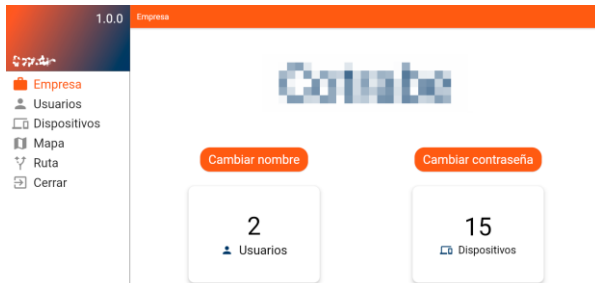 1.0.0
Empresa
Empresa
Usuarios
Dispositivos
Mapa
Ruta
Cerrar
Cambiar nombre
Cambiar contraseña
2
Usuarios
15
Dispositivos